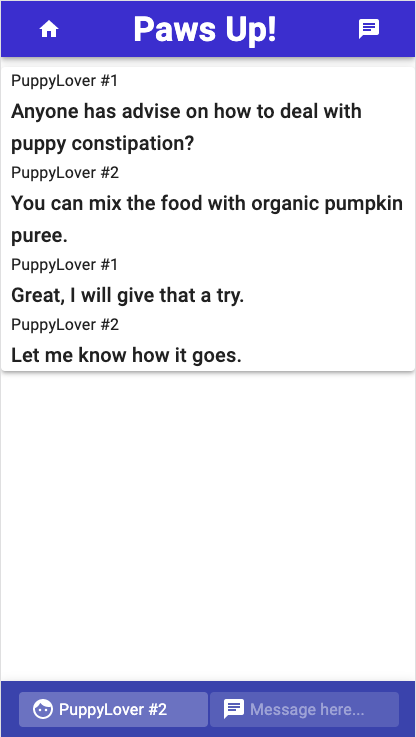 Paws Up!
PuppyLover #1
Anyone has advise on how to deal with
puppy constipation?
PuppyLover #2
You can mix the food with organic pumpkin
puree.
PuppyLover #1
Great, I will give that a try.
PuppyLover #2
Let me know how it goes.
PuppyLover #2
Message here...